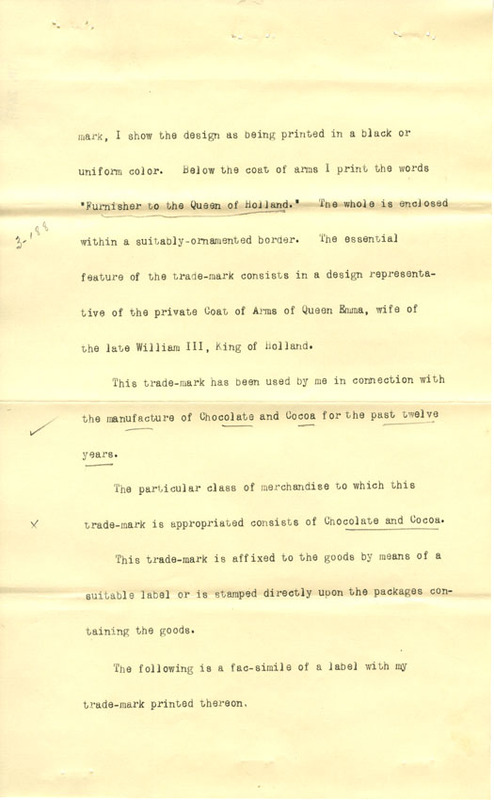 mark, I show the design as being printed in a black or
uniform color. Below the coat of arms I print the words
"Furnisher to the Queen of Holland." The whole is enclosed
3-'88
within a suitably-ornamented border. The essential
feature of the trade-mark consists in a design representa-
tive of the private Coat of Arms of Queen Emma, wife of
the late William III, King of Holland.
This trade-mark has been used by me in connection with
the manufacture of Chocolate and Cocoa for the past twelve
years.
The particular class of merchandise to which this
trade-mark is appropriated consists of Chocolate and Cocoa.
This trade-mark is affixed to the goods by means of a
suitable label or is stamped directly upon the packages con-
taining the goods.
The following is a fac-simile of a label with my
trade-mark printed thereon.